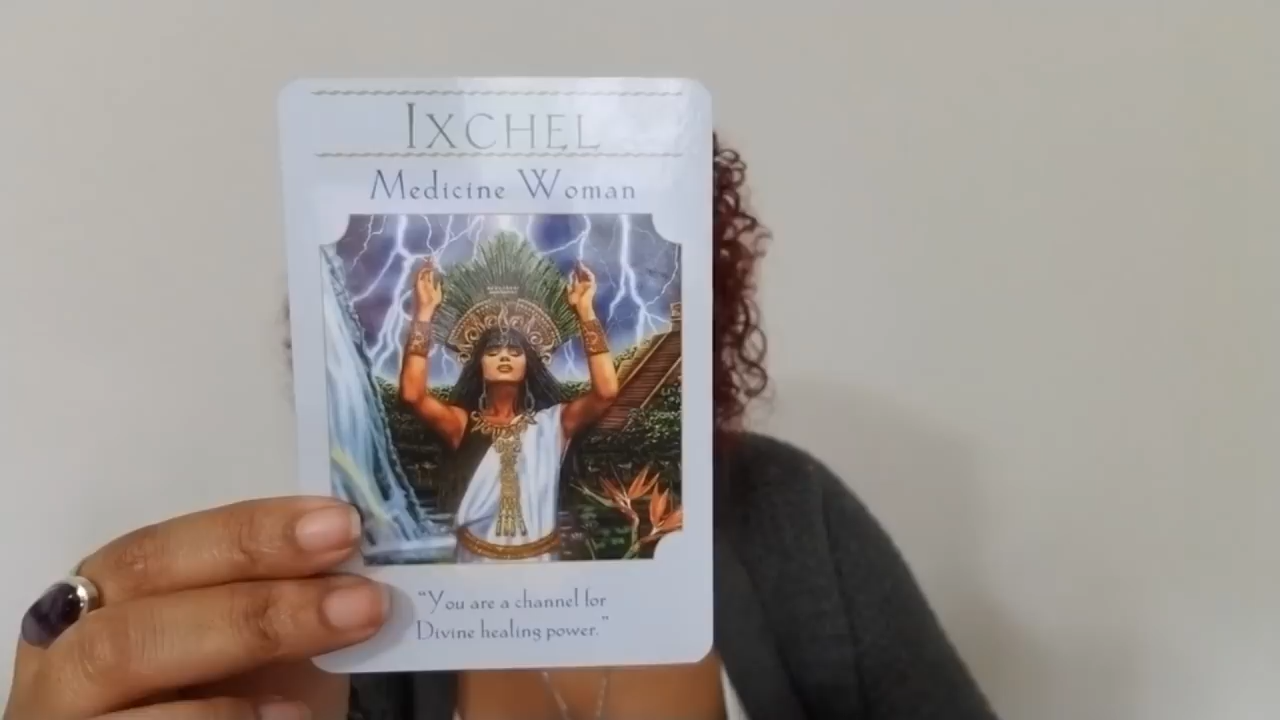 IXCHEL
Medicine Woman
“You are a channel for
Divine healing power.”